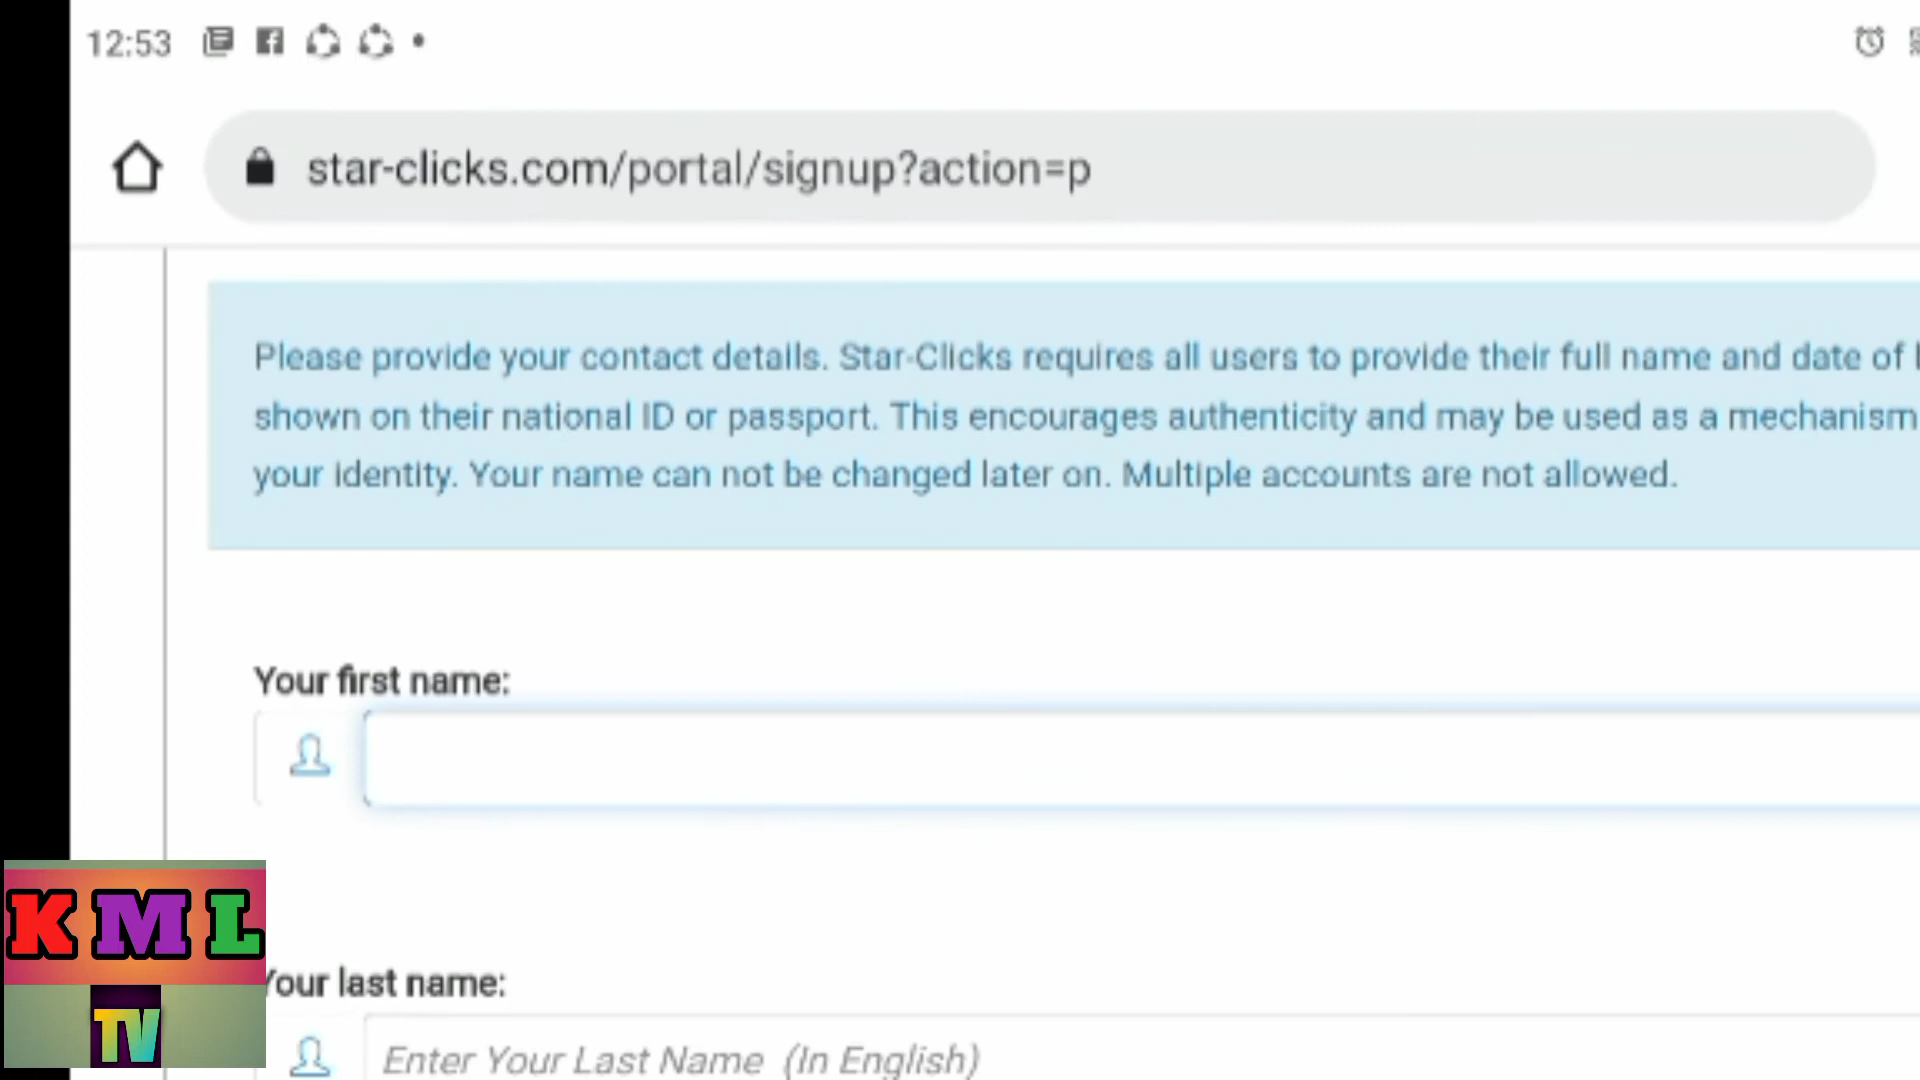 12:53
star-clicks.com/portal/signup?action=p
Please provide your contact details. Star-Clicks requires all users to provide their full name and date of
shown on their national ID or passport. This encourages authenticity and may be used as a mechanism
your identity. Your name can not be changed later on. Multiple accounts are not allowed.
Your first name:
Your last name:
Enter Your Last Name (In English)
KML
TV